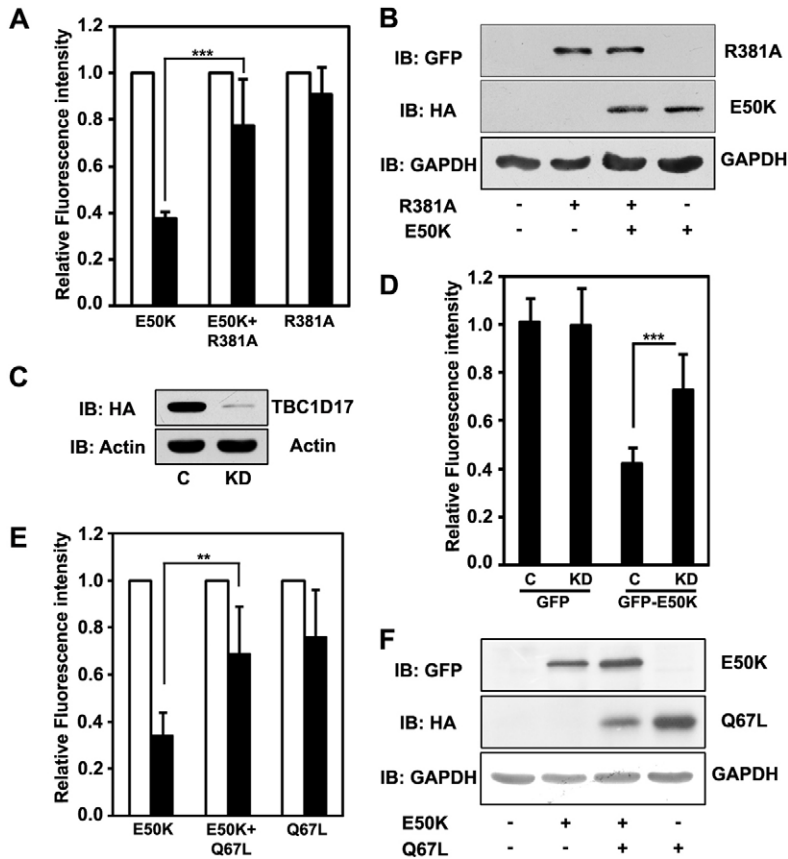 A
Relative Fluorescence intensity
1.2
1.0
0.8
0.6
0.4
0.2
0.0
***
E50K
E50K+
R381A
R381A
B
IB: GFP
R381A
IB: HA
E50K
IB: GAPDH
GAPDH
R381A - + + -
E50K - - + +
C
IB: HA
TBC1D17
IB: Actin
Actin
C KD
D
Relative Fluorescence intensity
1.2
1.0
0.8
0.6
0.4
0.2
0.0
***
C KD C KD
GFP GFP-E50K
E
Relative Fluorescence intensity
1.2
1.0
0.8
0.6
0.4
0.2
0.0
**
E50K
E50K+
Q67L
Q67L
F
IB: GFP
E50K
IB: HA
Q67L
IB: GAPDH
GAPDH
E50K - + + -
Q67L - - + +